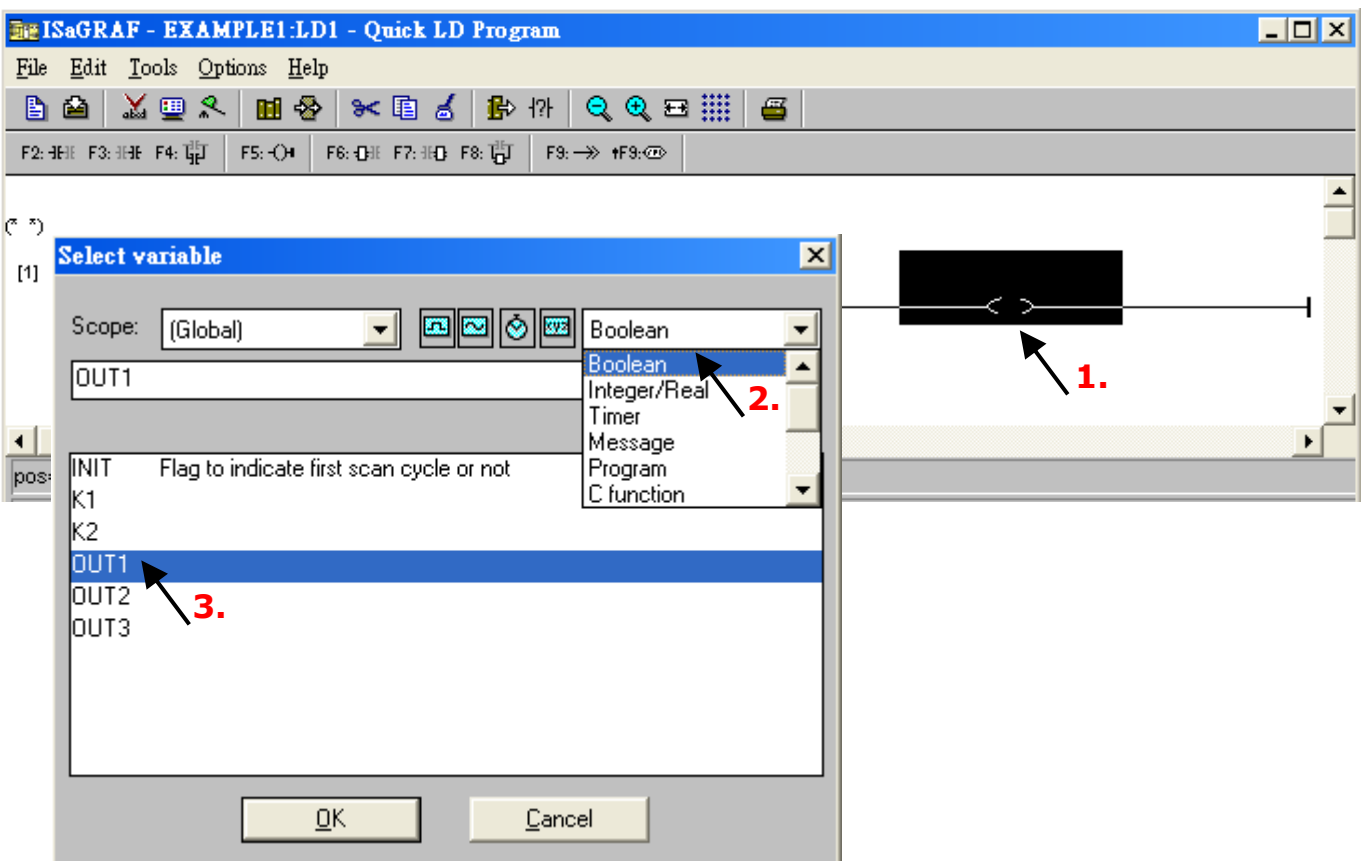 ISaGRAF - EXAMPLE1:LD1 - Quick LD Program
File Edit Tools Options Help
F2: F3: F4: F5: F6: F7: F8: F9: F9:
(* *)
[1]
Select variable
Scope: (Global) Boolean
OUT1
Boolean
Integer/Real
Timer
Message
Program
C function
1.
2.
pos=
INIT Flag to indicate first scan cycle or not
K1
K2
OUT1
OUT2
OUT3
3.
OK Cancel